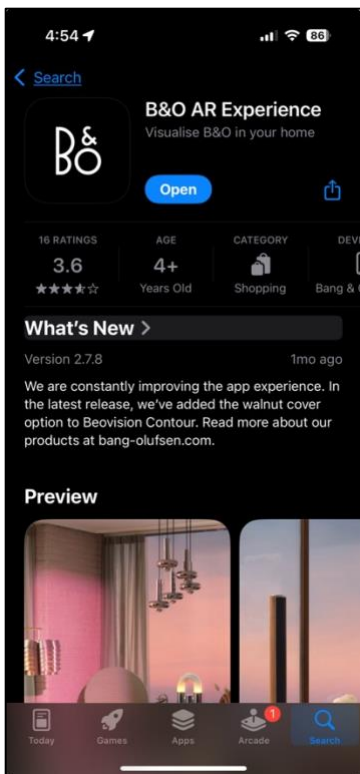 4:54
86
Search
B&O
B&O AR Experience
Visualise B&O in your home
Open
16 RATINGS
AGE
CATEGORY
DEV
3.6
4+
Years Old
Shopping
Bang &
What's New
Version 2.7.8
1mo ago
We are constantly improving the app experience. In
the latest release, we've added the walnut cover
option to Beovision Contour. Read more about our
products at bang-olufsen.com.
Preview
1
Today
Games
Apps
Arcade
Search